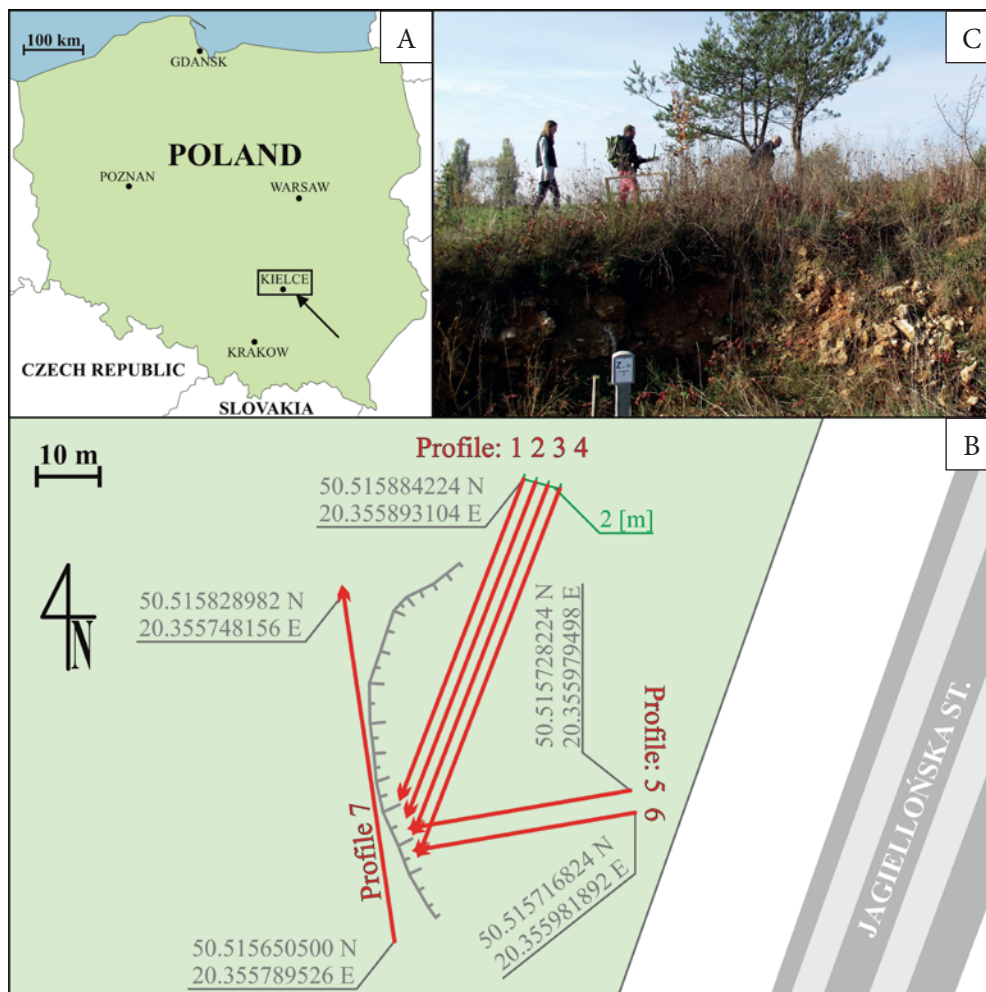 100 km
A
GDAŃSK
POLAND
POZNAN
WARSAW
KIELCE
KRAKOW
CZECH REPUBLIC
SLOVAKIA
C
B
10 m
Profile: 1 2 3 4
50.515884224 N
20.355893104 E
2 [m]
N
50.515828982 N
20.355748156 E
50.515728224 N
20.355979498 E
Profile: 5
6
Profile 7
50.515716824 N
20.355981892 E
50.515650500 N
20.355789526 E
JAGIELLOŃSKA ST.